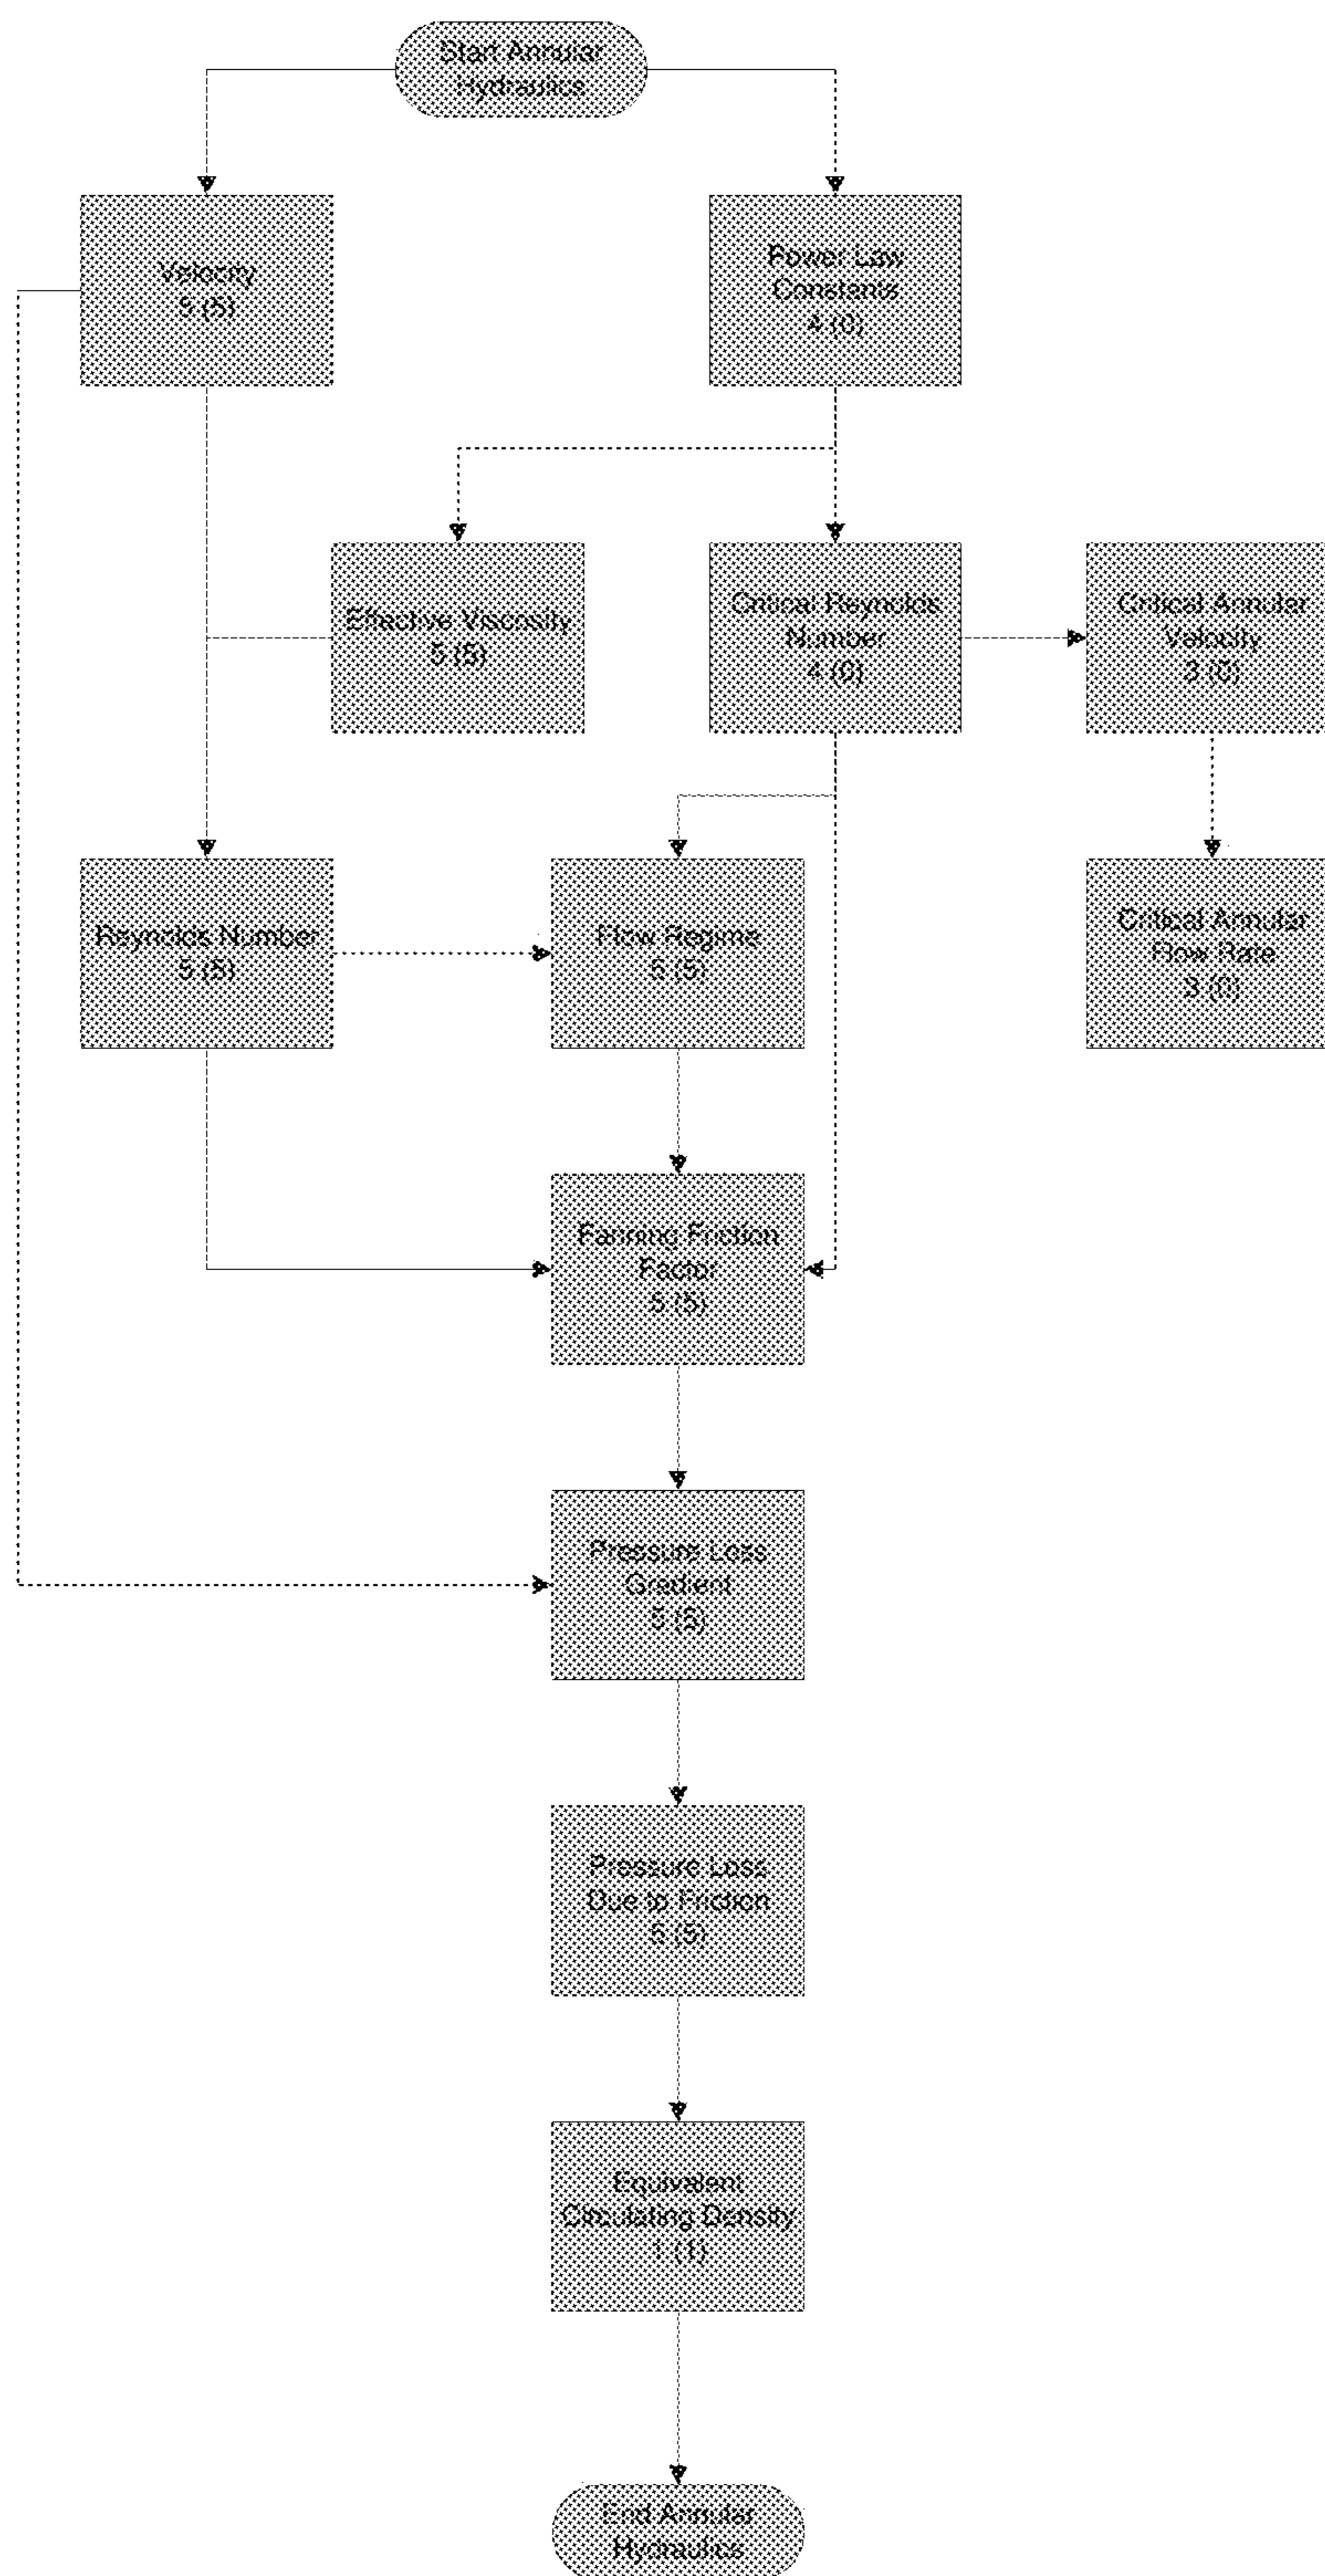 Start Annular
Hydraulics
Velocity
5 (5)
Power Law
Constants
4 (0)
Effective Viscosity
5 (5)
Critical Reynolds
Number
4 (0)
Critical Annular
Velocity
3 (0)
Reynolds Number
5 (5)
Flow Regime
5 (5)
Critical Annular
Flow Rate
3 (0)
Fanning Friction
Factor
5 (5)
Pressure Loss
Gradient
5 (5)
Pressure Loss
Due to Friction
5 (5)
Equivalent
Circulating Density
1 (1)
End Annular
Hydraulics